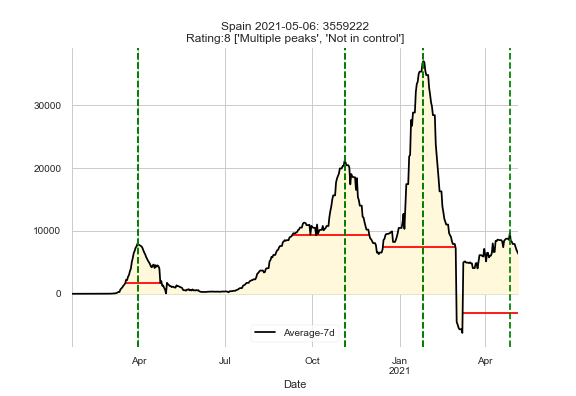 Spain 2021-05-06: 3559222
Rating:8 ['Multiple peaks', 'Not in control']
30000
20000
10000
0
Average-7d
Apr
Jul
Oct
Jan
2021
Apr
Date